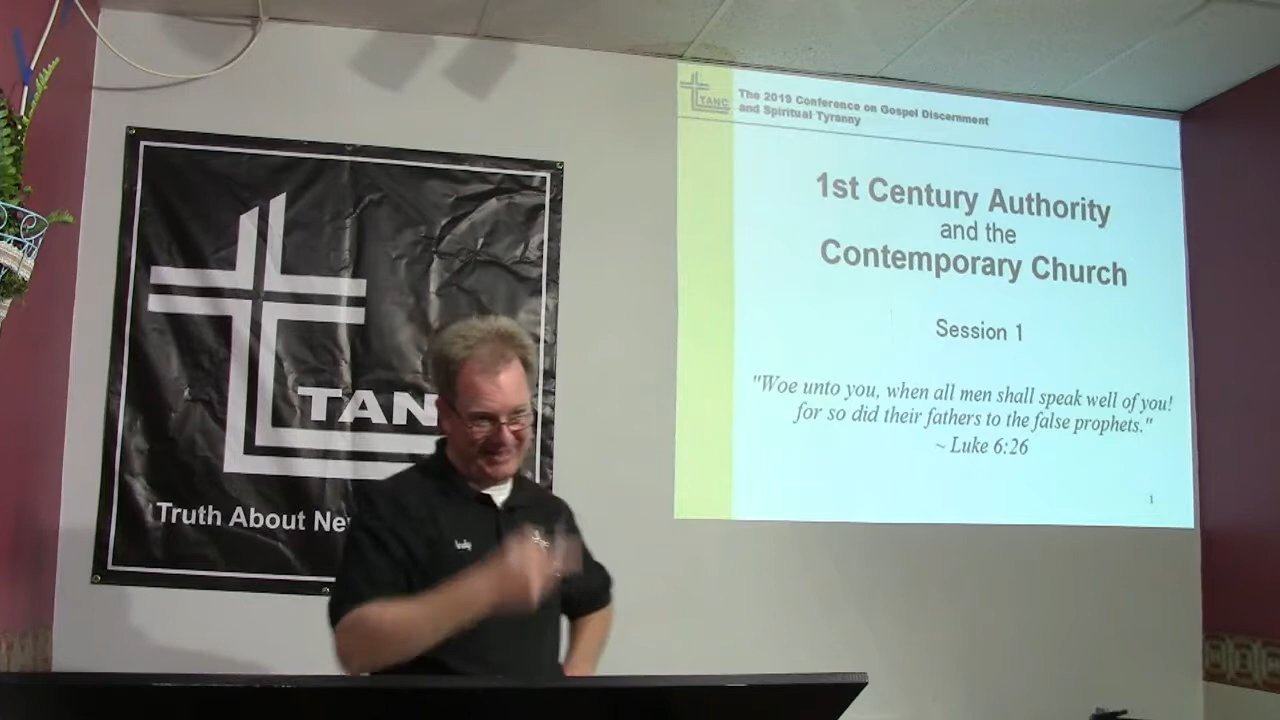 TANC
The 2019 Conference on Gospel Discernment
and Spiritual Tyranny
1st Century Authority
and the
Contemporary Church
Session 1
"Woe unto you, when all men shall speak well of you!
for so did their fathers to the false prophets."
~ Luke 6:26
1
TAN
Truth About Ne